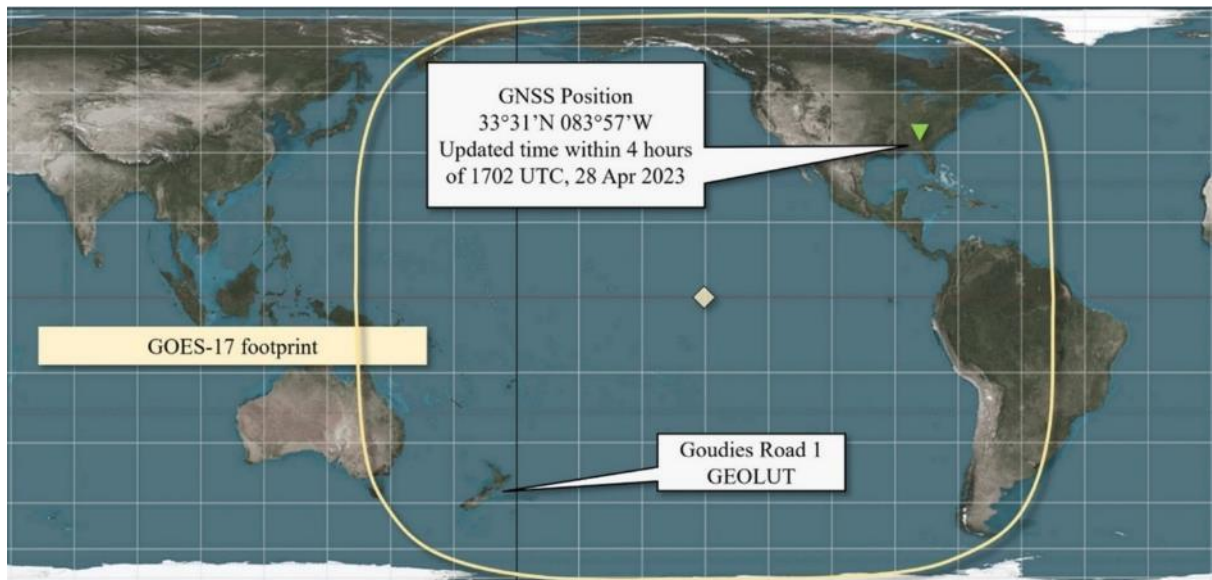 GNSS Position
33°31’N 083°57’W
Updated time within 4 hours
of 1702 UTC, 28 Apr 2023
GOES-17 footprint
Goudies Road 1
GEOLUT